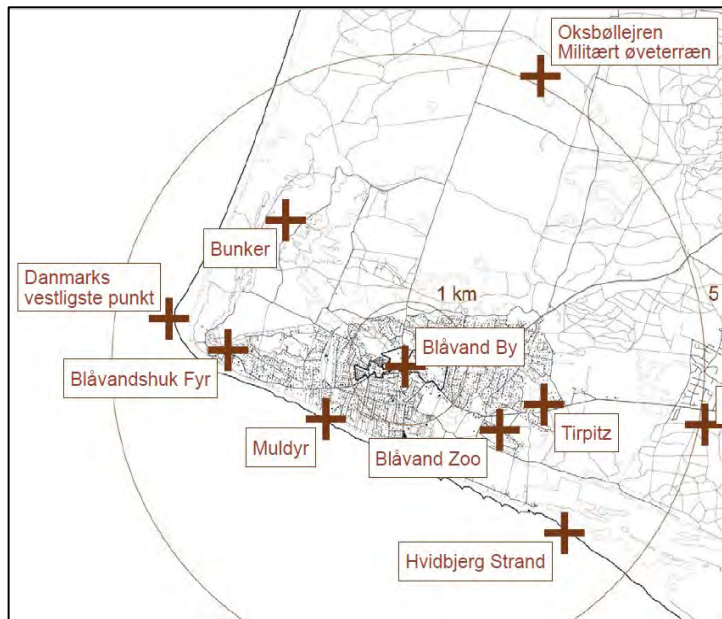 Oksbøllejren
Militært øveterræn
Bunker
Danmarks
vestligste punkt
1 km
5
Blåvand By
Blåvandshuk Fyr
Muldyr
Blåvand Zoo
Tirpitz
Hvidbjerg Strand